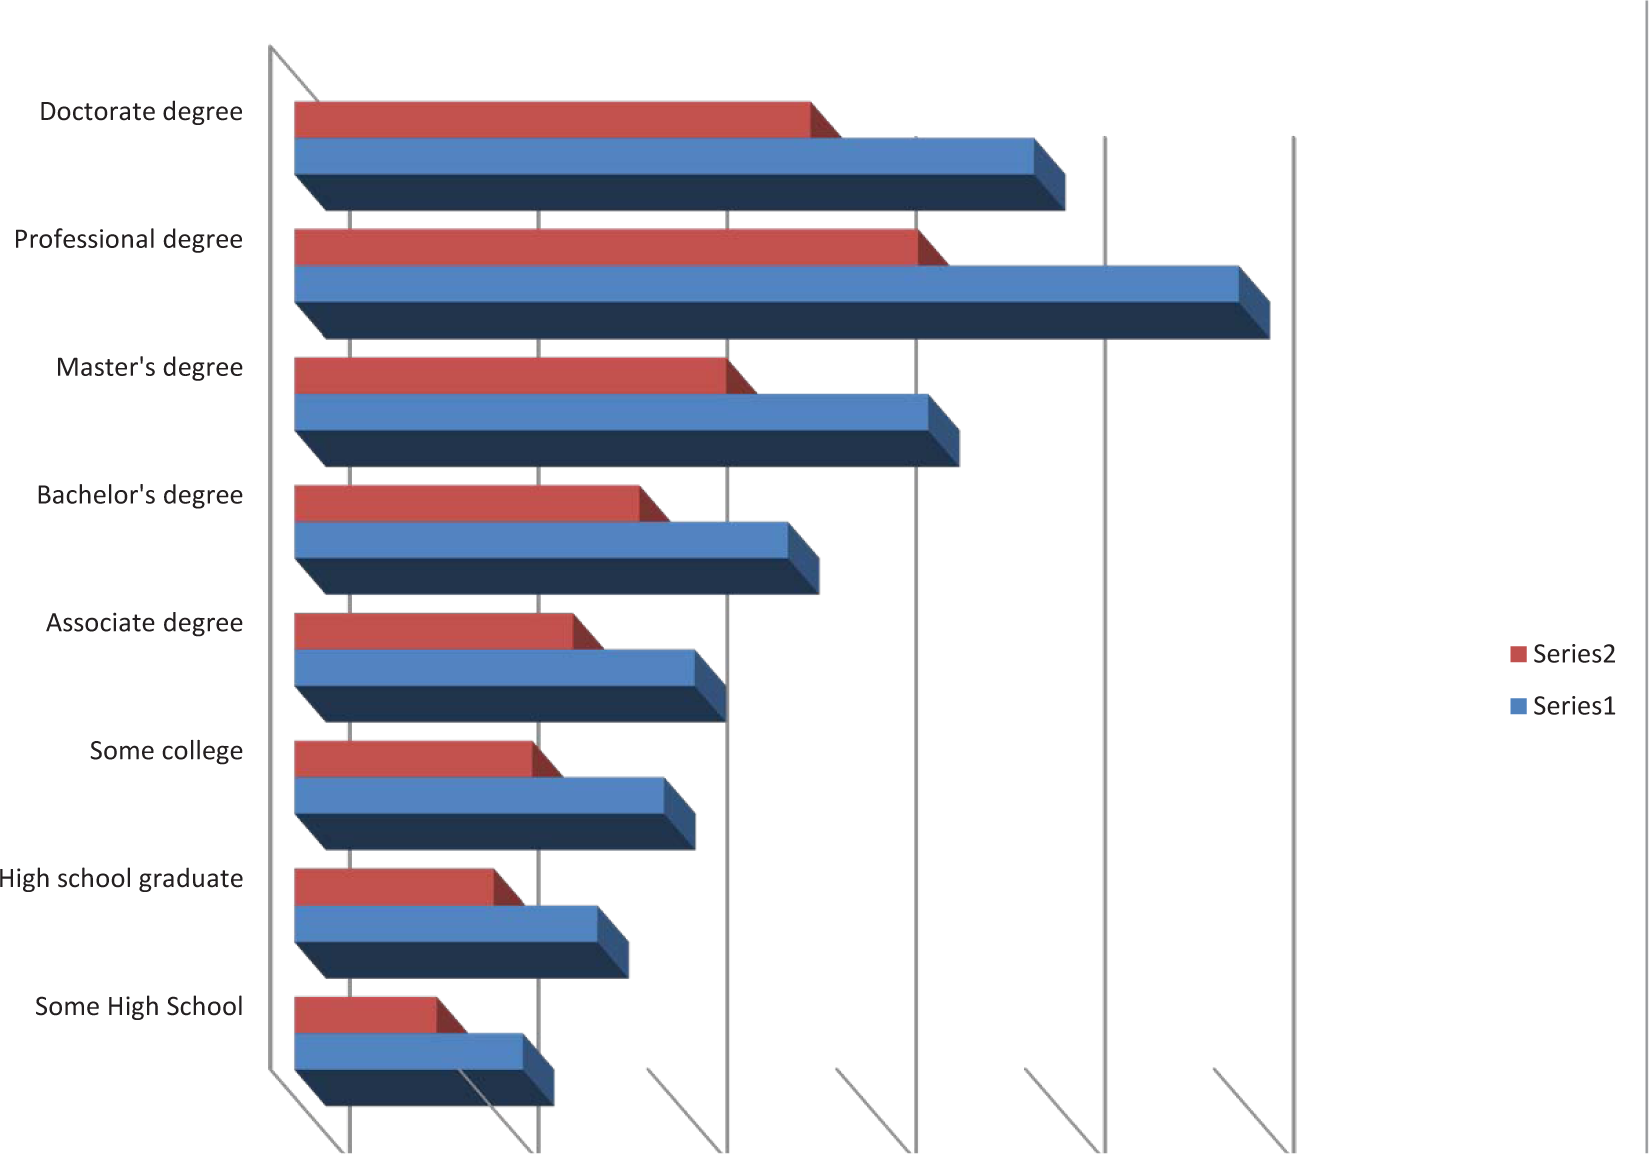 Doctorate degree
Professional degree
Master's degree
Bachelor's degree
Associate degree
Some college
High school graduate
Some High School
Series2
Series1